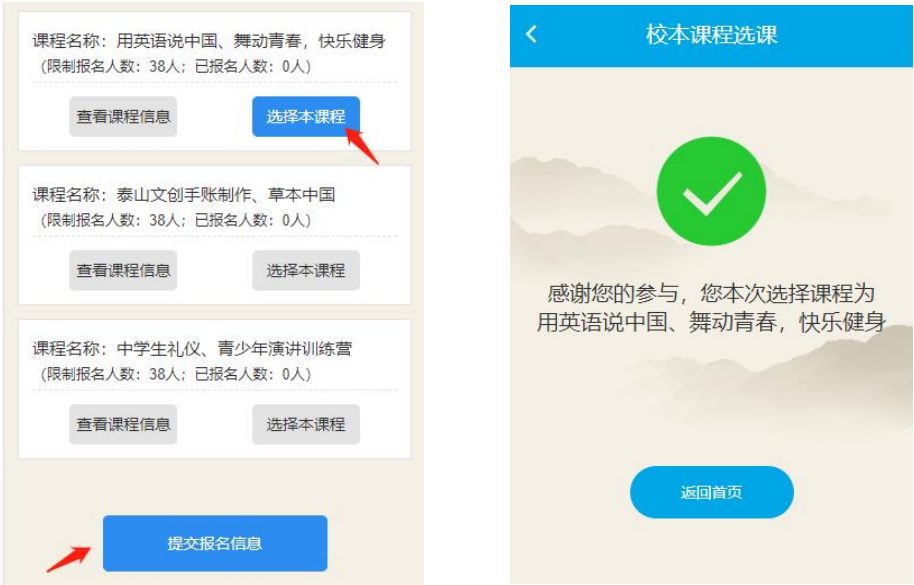 课程名称：用英语说中国、舞动青春，快乐健身
（限制报名人数：38人；已报名人数：0人）
查看课程信息
选择本课程
课程名称：泰山文创手账制作、草本中国
（限制报名人数：38人；已报名人数：0人）
查看课程信息
选择本课程
课程名称：中学生礼仪、青少年演讲训练营
（限制报名人数：38人；已报名人数：0人）
查看课程信息
选择本课程
提交报名信息
校本课程选课
感谢您的参与，您本次选择课程为
用英语说中国、舞动青春，快乐健身
返回首页